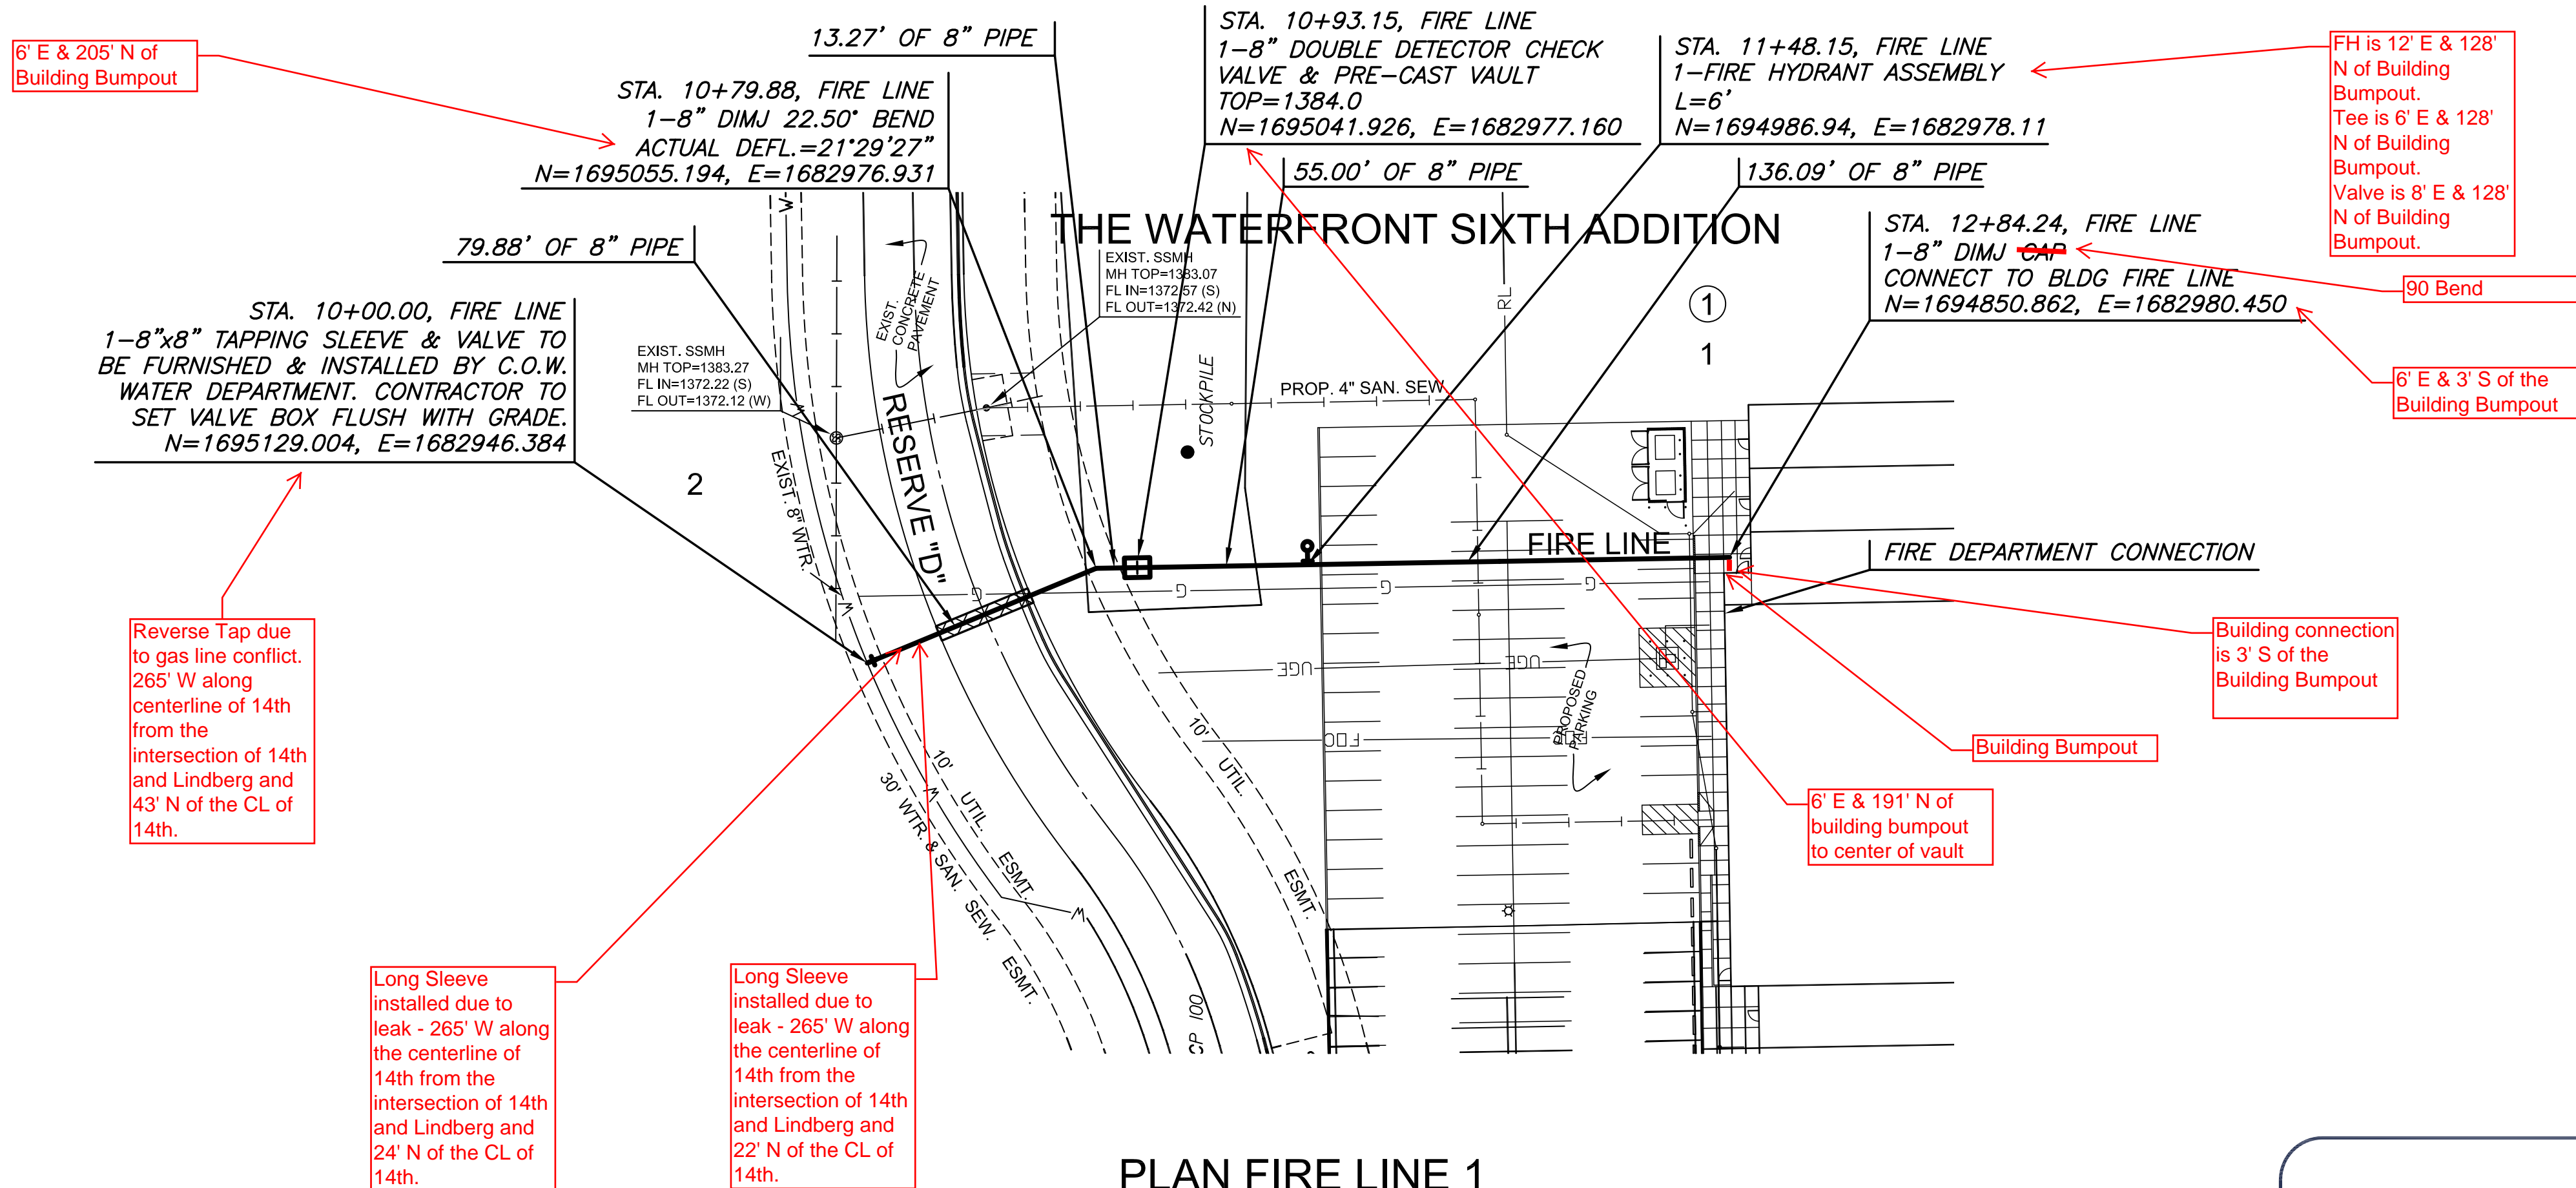 6' E & 205' N of
Building Bumpout
13.27' OF 8" PIPE
STA. 10+79.88, FIRE LINE
1-8" DIMJ 22.50° BEND
ACTUAL DEFL.=21°29'27"
N=1695055.194, E=1682976.931
STA. 10+93.15, FIRE LINE
1-8" DOUBLE DETECTOR CHECK
VALVE & PRE-CAST VAULT
TOP=1384.0
N=1695041.926, E=1682977.160
STA. 11+48.15, FIRE LINE
1-FIRE HYDRANT ASSEMBLY
L=6'
N=1694986.94, E=1682978.11
FH is 12' E & 128'
N of Building
Bumpout.
Tee is 6' E & 128'
N of Building
Bumpout.
Valve is 8' E & 128'
N of Building
Bumpout.
55.00' OF 8" PIPE
136.09' OF 8" PIPE
THE WATERFRONT SIXTH ADDITION
79.88' OF 8" PIPE
STA. 12+84.24, FIRE LINE
1-8" DIMJ CAP
CONNECT TO BLDG FIRE LINE
N=1694850.862, E=1682980.450
90 Bend
6' E & 3' S of the
Building Bumpout
STA. 10+00.00, FIRE LINE
1-8"x8" TAPPING SLEEVE & VALVE TO
BE FURNISHED & INSTALLED BY C.O.W.
WATER DEPARTMENT. CONTRACTOR TO
SET VALVE BOX FLUSH WITH GRADE.
N=1695129.004, E=1682946.384
W
EXIST.
CONCRETE
PAVEMENT
EXIST. SSMH
MH TOP=1383.07
FL IN=1372.57 (S)
FL OUT=1372.42 (N)
EXIST. SSMH
MH TOP=1383.27
FL IN=1372.22 (S)
FL OUT=1372.12 (W)
RL
1
1
STOCKPILE
PROP. 4" SAN. SEW
RESERVE "D"
2
EXIST. 8" WTR.
W
W
FIRE LINE
FIRE DEPARTMENT CONNECTION
G
G
G
G
UGE
UGE
FDC
FDC
PROPOSED
PARKING
10'
UTIL.
ESMT.
10'
UTIL.
ESMT.
30' WTR. & SAN. SEW. ESMT.
W
W
CP 100
Reverse Tap due
to gas line conflict.
265' W along
centerline of 14th
from the
intersection of 14th
and Lindberg and
43' N of the CL of
14th.
Building connection
is 3' S of the
Building Bumpout
Building Bumpout
6' E & 191' N of
building bumpout
to center of vault
Long Sleeve
installed due to
leak - 265' W along
the centerline of
14th from the
intersection of 14th
and Lindberg and
24' N of the CL of
14th.
Long Sleeve
installed due to
leak - 265' W along
the centerline of
14th from the
intersection of 14th
and Lindberg and
22' N of the CL of
14th.
PLAN FIRE LINE 1